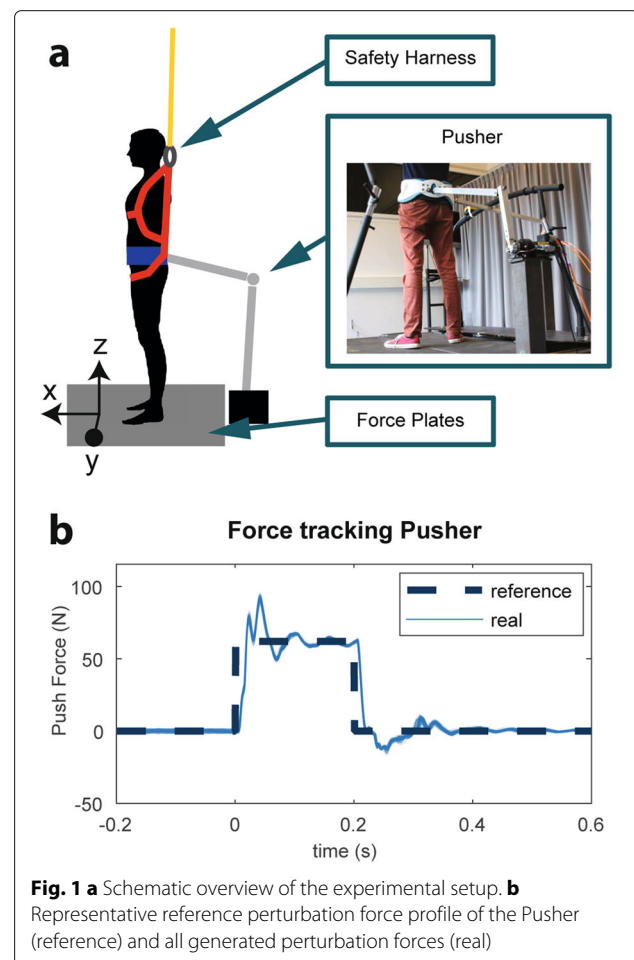 a
Safety Harness
Pusher
z
x
y
Force Plates
b
Force tracking Pusher
reference
real
100
50
0
-50
Push Force (N)
-0.2 0 0.2 0.4 0.6
time (s)
Fig. 1 a Schematic overview of the experimental setup. b
Representative reference perturbation force profile of the Pusher
(reference) and all generated perturbation forces (real)